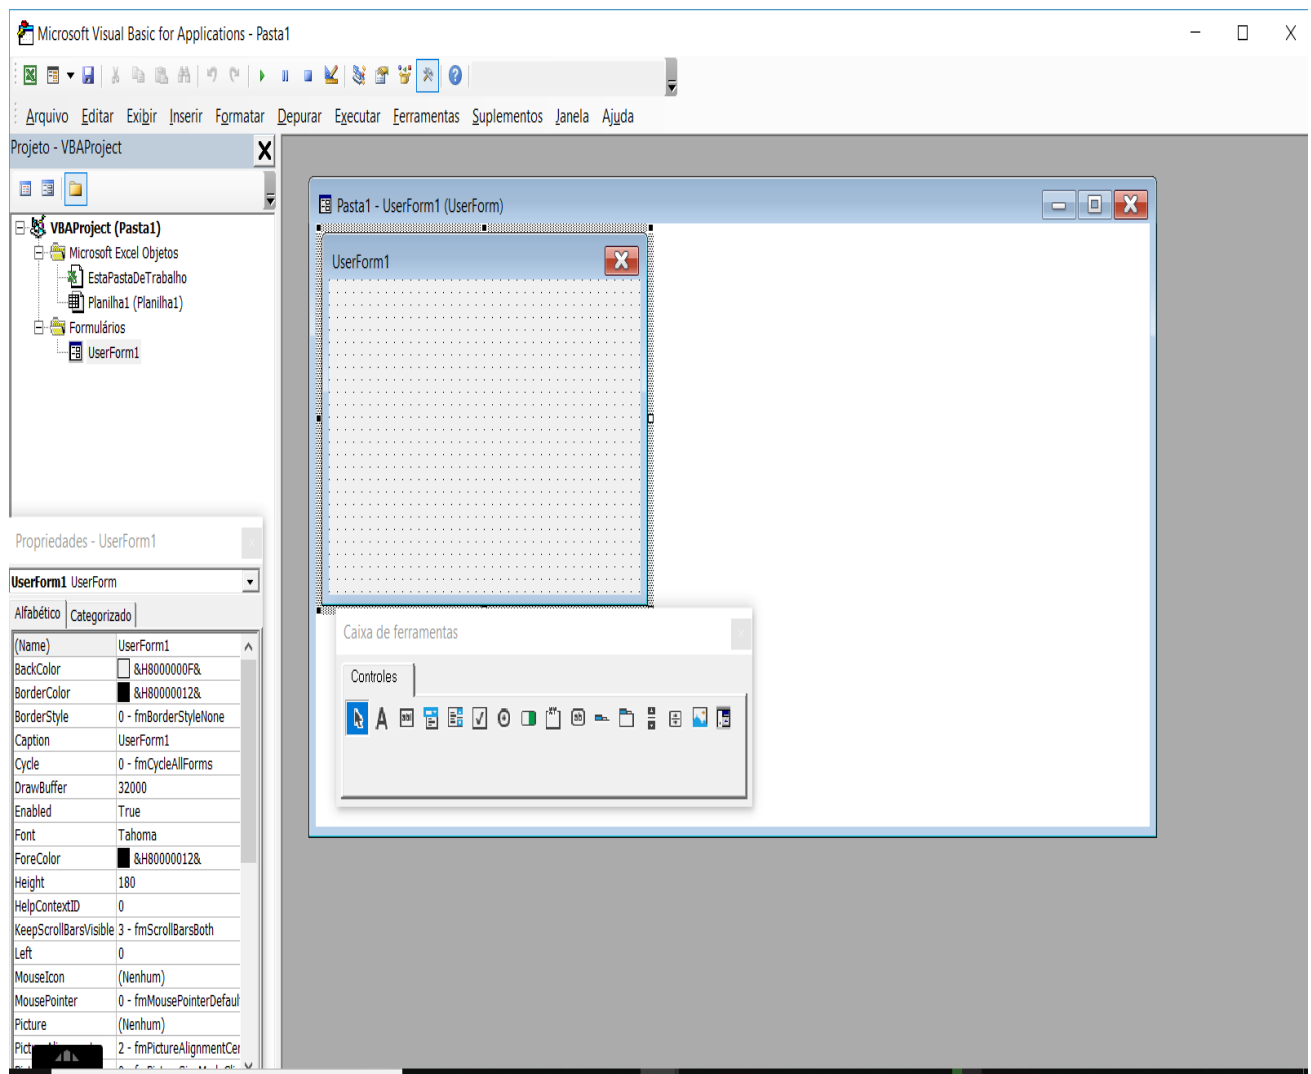 Microsoft Visual Basic for Applications - Pasta1
Arquivo Editar Exibir Inserir Formatar Depurar Executar Ferramentas Suplementos Janela Ajuda
Projeto - VBAProject
VBAProject (Pasta1)
Microsoft Excel Objetos
EstaPastaDeTrabalho
Planilha1 (Planilha1)
Formulários
UserForm1
Pasta1 - UserForm1 (UserForm)
UserForm1
Caixa de ferramentas
Controles
Propriedades - UserForm1
UserForm1 UserForm
Alfabético Categorizado
(Name) UserForm1
BackColor &H8000000F&
BorderColor &H80000012&
BorderStyle 0 - fmBorderStyleNone
Caption UserForm1
Cycle 0 - fmCycleAllForms
DrawBuffer 32000
Enabled True
Font Tahoma
ForeColor &H80000012&
Height 180
HelpContextID 0
KeepScrollBarsVisible 3 - fmScrollBarsBoth
Left 0
MouseIcon (Nenhum)
MousePointer 0 - fmMousePointerDefaul
Picture (Nenhum)
2 - fmPictureAlignmentCer